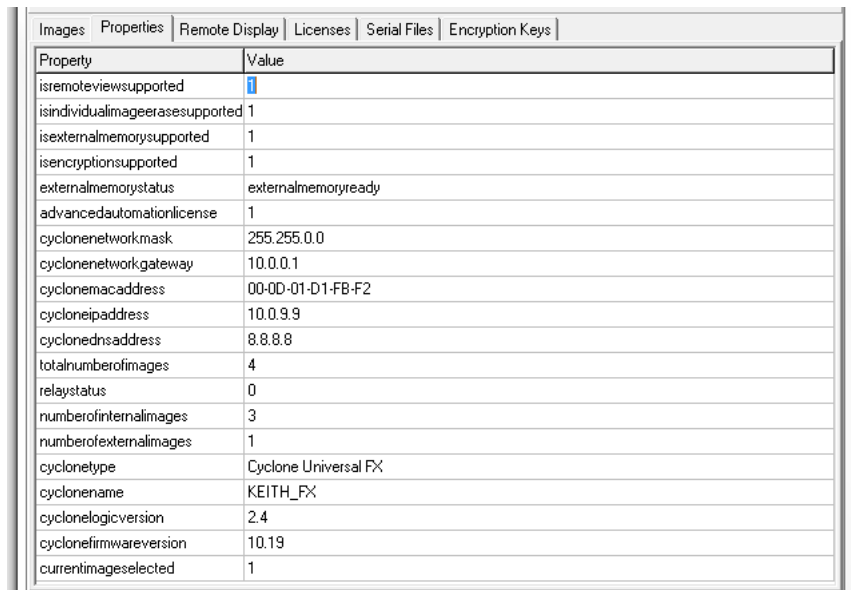 Images Properties Remote Display Licenses Serial Files Encryption Keys
Property Value
isremoteviewsupported 1
isindividualimageerasesupported 1
isexternalmemorysupported 1
isencryptionsupported 1
externalmemorystatus externalmemoryready
advancedautomationlicense 1
cyclonenetworkmask 255.255.0.0
cyclonenetworkgateway 10.0.0.1
cyclonemacaddress 00-0D-01-D1-FB-F2
cycloneipaddress 10.0.9.9
cyclonednsaddress 8.8.8.8
totalnumberofimages 4
relaystatus 0
numberofinternalimages 3
numberofexternalimages 1
cyclonetype Cyclone Universal FX
cyclonename KEITH_FX
cyclonelogicversion 2.4
cyclonefirmwareversion 10.19
currentimageselected 1